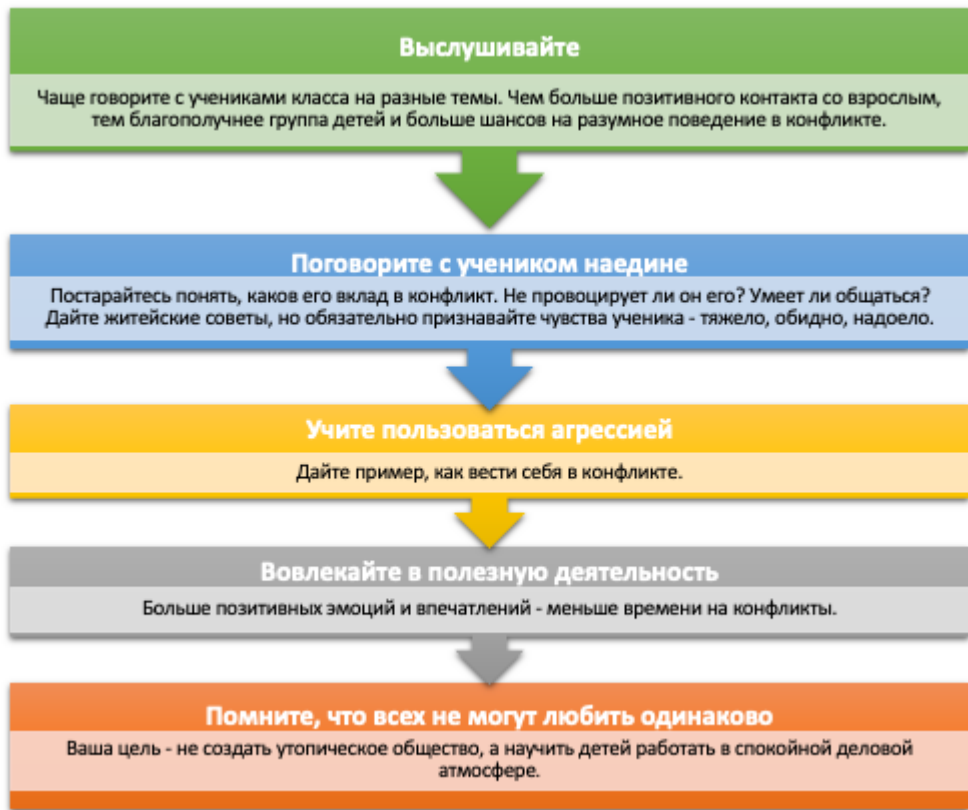 Выслушивайте
Чаще говорите с учениками класса на разные темы. Чем больше позитивного контакта со взрослым,
тем благополучнее группа детей и больше шансов на разумное поведение в конфликте.
Поговорите с учеником наедине
Постарайтесь понять, каков его вклад в конфликт. Не провоцирует ли он его? Умеет ли общаться?
Дайте житейские советы, но обязательно признавайте чувства ученика - тяжело, обидно, надоело.
Учите пользоваться агрессией
Дайте пример, как вести себя в конфликте.
Вовлекайте в полезную деятельность
Больше позитивных эмоций и впечатлений - меньше времени на конфликты.
Помните, что всех не могут любить одинаково
Ваша цель - не создать утопическое общество, а научить детей работать в спокойной деловой
атмосфере.